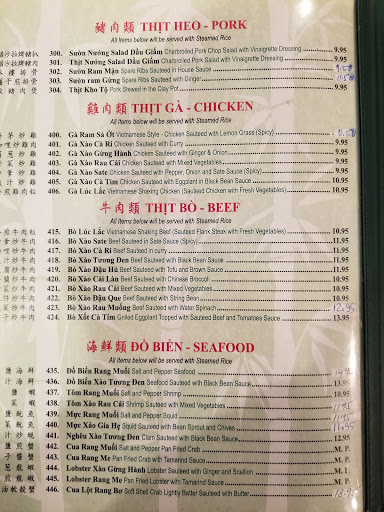 豬肉類 THỊT HEO - PORK
All items below will be served with Steamed Rice
300. Sườn Nướng Salad Dầu Giấm Charbroiled Pork Chop Salad with Vinaigrette Dressing 9.95
301. Thịt Nướng Salad Dầu Giấm Charbroiled Pork Salad with Vinaigrette Dressing 9.95
302. Sườn Ram Mặn Spare Ribs Sauteed in House Sauce
303. Sườn ram Gừng Spare Ribs Sauteed with Ginger
304. Thịt Kho Tộ Pork Stewed in the Clay Pot 9.95
雞肉類 THỊT GÀ - CHICKEN
All Items below will be served with Steamed Rice
400. Gà Ram Sả Ớt Vietnamese Style - Chicken Sauteed with Lemon Grass (Spicy)
401. Gà Xào Cà Ri Chicken Sauteed in Curry 9.95
402. Gà Xào Gừng Hành Chicken Sauteed with Ginger & Onion 9.95
403. Gà Xào Rau Cải Chicken Sauteed with Mixed Vegetables 9.95
404. Gà Xào Sate Chicken Sauteed with Pepper, Onion and Sate Sauce (Spicy) 9.95
405. Gà Xào Cà Tím Chicken Sauteed with Eggplant in Black Bean Sauce 9.95
406. Gà Lúc Lắc Vietnamese Shaking Chicken (Sauteed Chicken with Fresh Vegetables) 9.95
牛肉類 THỊT BÒ - BEEF
All Items below will be served with Steamed Rice
415. Bò Lúc Lắc Vietnamese Shaking Beef (Sauteed Flank Steak with Fresh Vegetables) 11.95
416. Bò Xào Sate Beef Sauteed in Sate Sauce (Spicy) 11.95
417. Bò Xào Cà Ri Beef Sauteed in curry 11.95
418. Bò Xào Tương Đen Beef Sauteed with Black Bean Sauce 11.95
419. Bò Xào Đậu Hủ Beef Sauteed with Tofu and Brown Sauce 11.95
420. Bò Xào Cải Làn Beef Sauteed with Chinese Broccoli 11.95
421. Bò Xào Rau Cải Beef Sauteed with Mixed Vegetables 11.95
422. Bò Xào Đậu Que Beef Sauteed with String Bean 11.95
423. Bò Xào Rau Muống Beef Sauteed with Water Spinach 12.95
424. Bò Xốt Cà Tím Grilled Eggplant Topped with Sauteed Beef and Tomatoes Sauce 13.95
海鮮類 ĐỒ BIỂN - SEAFOOD
All Items below will be served with Steamed Rice
435. Đồ Biển Rang Muối Salt and Pepper Seafood
436. Đồ Biển Xào Tương Đen Seafood Sauteed with Black Bean Sauce 13.95
437. Tôm Rang Muối Salt and Pepper Shrimp 13.95
438. Tôm Xào Rau Cải Shrimp Sauteed with Mixed Vegetables
439. Mực Rang Muối Salt and Pepper Squid
440. Mực Xào Gia Hẹ Squid Sauteed with Bean Sprout and Chives 11.95
441. Nghêu Xào Tương Đen Clam Sauteed with Black Bean Sauce 12.95
442. Cua Rang Muối Salt and Pepper Pan Fried Crab M. P.
443. Cua Rang Me Pan Fried Crab with Tamarind Sauce M. P.
444. Lobster Xào Gừng Hành Lobster Sauteed with Ginger and Scellion M. P.
445. Lobster Rang Me Pan Fried Lobster with Tamarind Sauce M. P.
446. Cua Lột Rang Bơ Soft Shell Crab Lightly Batter Sauteed with Butter